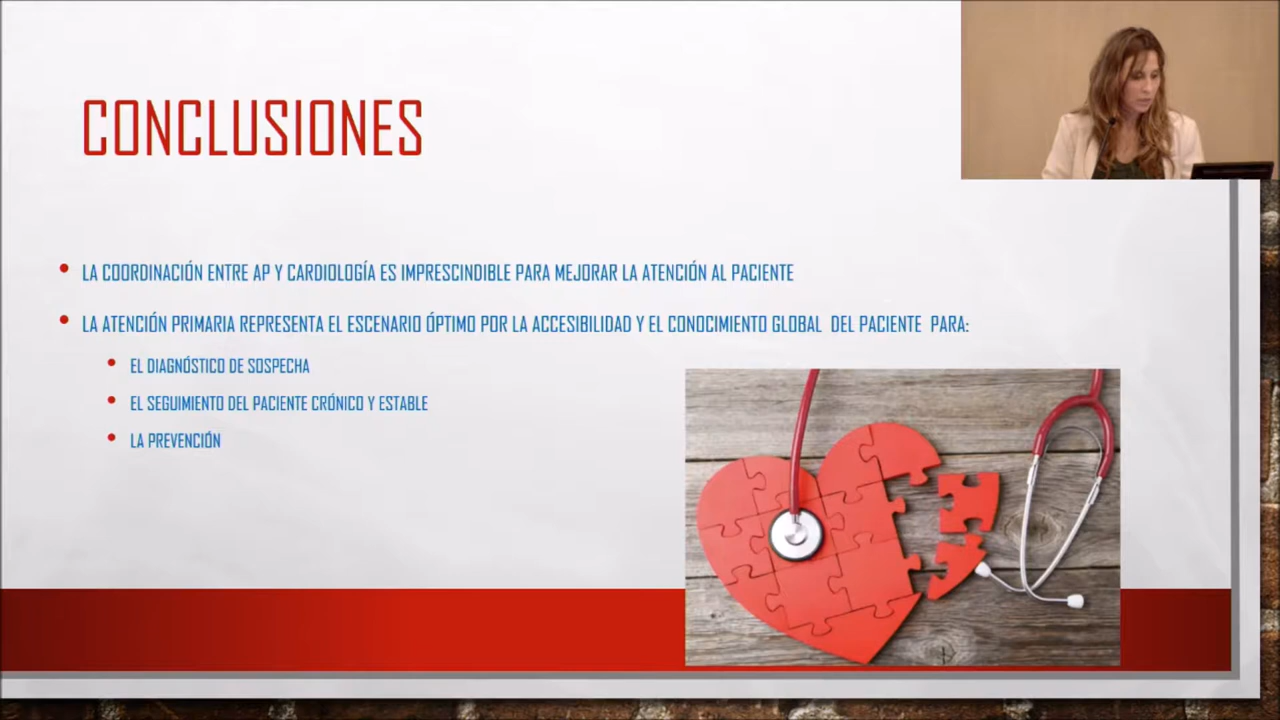 CONCLUSIONES
• LA COORDINACIÓN ENTRE AP Y CARDIOLOGÍA ES IMPRESCINDIBLE PARA MEJORAR LA ATENCIÓN AL PACIENTE
• LA ATENCIÓN PRIMARIA REPRESENTA EL ESCENARIO ÓPTIMO POR LA ACCESIBILIDAD Y EL CONOCIMIENTO GLOBAL DEL PACIENTE PARA:
• EL DIAGNÓSTICO DE SOSPECHA
• EL SEGUIMIENTO DEL PACIENTE CRÓNICO Y ESTABLE
• LA PREVENCIÓN